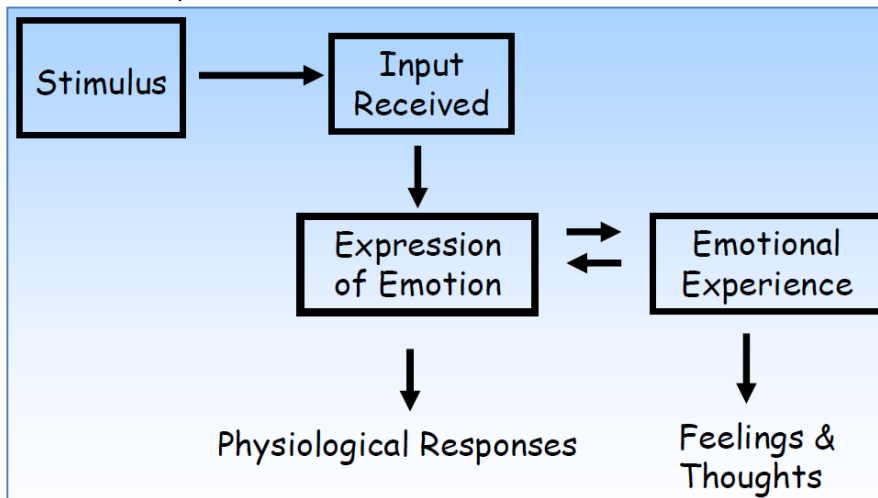 Stimulus
Input
Received
Expression
of Emotion
Emotional
Experience
Physiological Responses
Feelings &
Thoughts